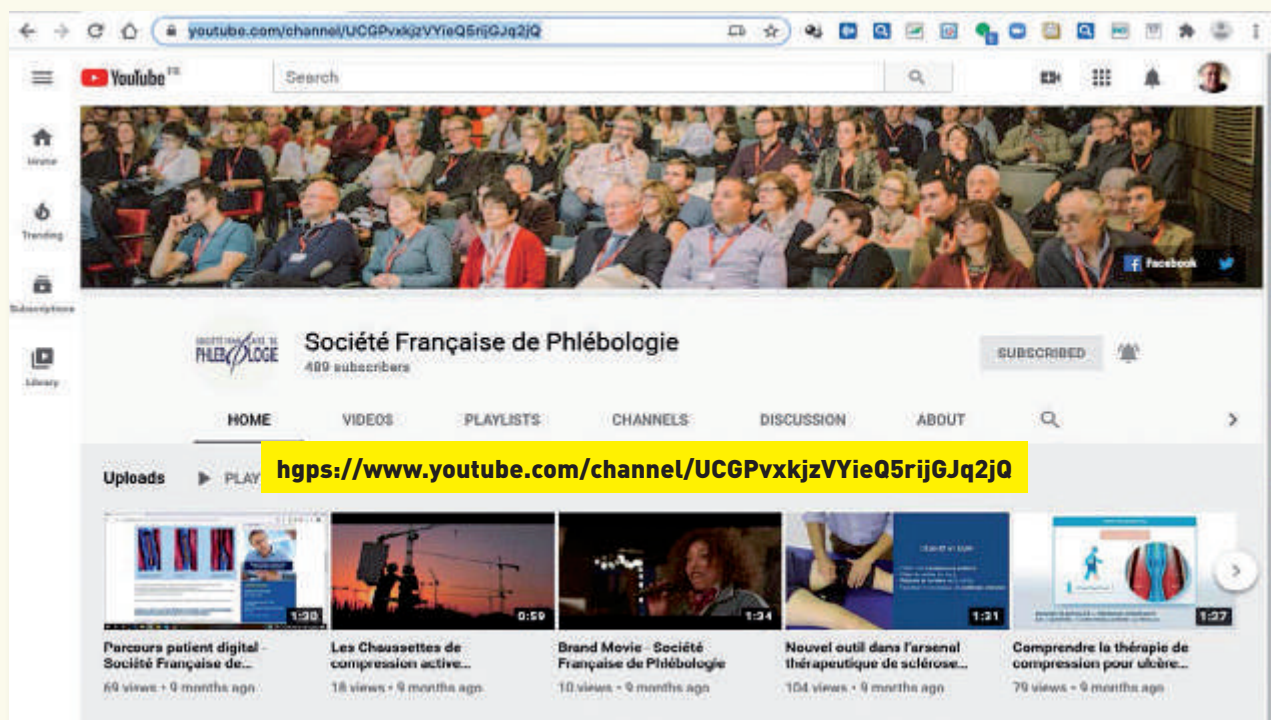 youtube.com/channel/UCGPvxkjzVYieQ5rijGJq2jQ
YouTube FR
Search
Home
Trending
Subscriptions
Library
Facebook
SOCIÉTÉ FRANÇAISE DE
PHLÉBOLOGIE
Société Française de Phlébologie
489 subscribers
SUBSCRIBED
HOME VIDEOS PLAYLISTS CHANNELS DISCUSSION ABOUT
Uploads PLAY
hgps://www.youtube.com/channel/UCGPvxkjzVYieQ5rijGJq2jQ
1:30 0:59 1:34 1:31 1:27
Parcours patient digital -
Société Française de...
69 views • 9 months ago
Les Chaussettes de
compression active...
18 views • 9 months ago
Brand Movie - Société
Française de Phlébologie
10 views • 9 months ago
Nouvel outil dans l'arsenal
thérapeutique de sclérose...
104 views • 9 months ago
Comprendre la thérapie de
compression pour ulcère...
79 views • 9 months ago